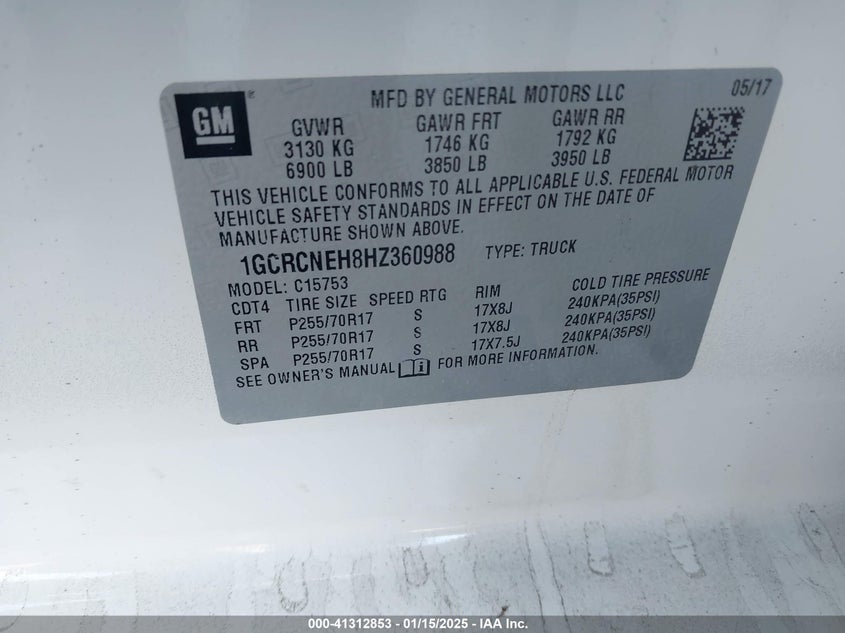 GM ®
MFD BY GENERAL MOTORS LLC 05/17
GVWR GAWR FRT GAWR RR
3130 KG 1746 KG 1792 KG
6900 LB 3850 LB 3950 LB
THIS VEHICLE CONFORMS TO ALL APPLICABLE U.S. FEDERAL MOTOR
VEHICLE SAFETY STANDARDS IN EFFECT ON THE DATE OF
MANUFACTURE SHOWN ABOVE.
1GCRCNEH8HZ360988 TYPE: TRUCK
MODEL: C15753
CDT4 TIRE SIZE SPEED RTG RIM COLD TIRE PRESSURE
FRT P255/70R17 S 17X8J 240KPA(35PSI)
RR P255/70R17 S 17X8J 240KPA(35PSI)
SPA P255/70R17 S 17X7.5J 240KPA(35PSI)
SEE OWNER'S MANUAL i FOR MORE INFORMATION.
000-41312853 - 01/15/2025 - IAAI.com